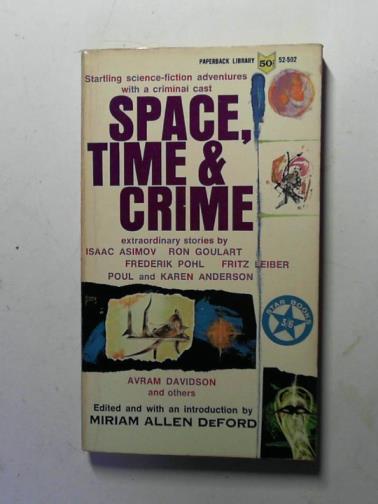 PAPERBACK LIBRARY 50¢ 52-502
Startling science-fiction adventures
with a criminal cast
SPACE,
TIME &
CRIME
extraordinary stories by
ISAAC ASIMOV RON GOULART
FREDERIK POHL FRITZ LEIBER
POUL and KAREN ANDERSON
STAR BOOKS
3/6
AVRAM DAVIDSON
and others
Edited and with an introduction by
MIRIAM ALLEN DeFORD